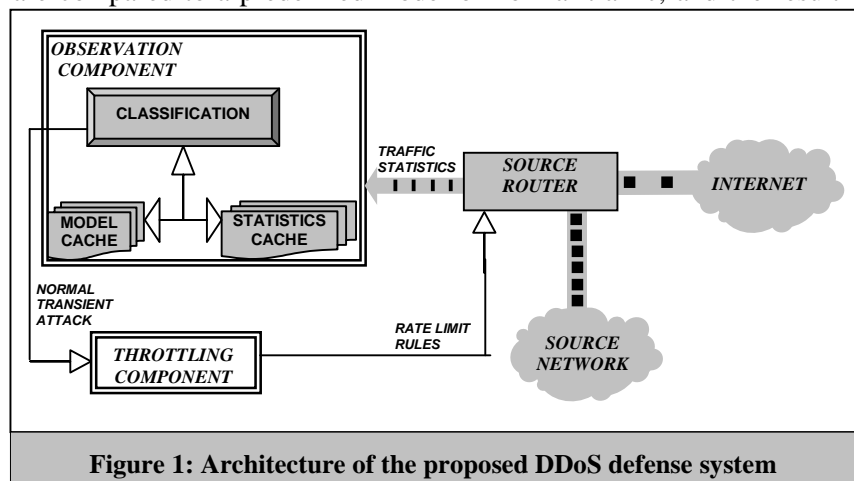 OBSERVATION
COMPONENT
CLASSIFICATION
MODEL
CACHE
STATISTICS
CACHE
TRAFFIC
STATISTICS
SOURCE
ROUTER
INTERNET
NORMAL
TRANSIENT
ATTACK
THROTTLING
COMPONENT
RATE LIMIT
RULES
SOURCE
NETWORK
Figure 1: Architecture of the proposed DDoS defense system